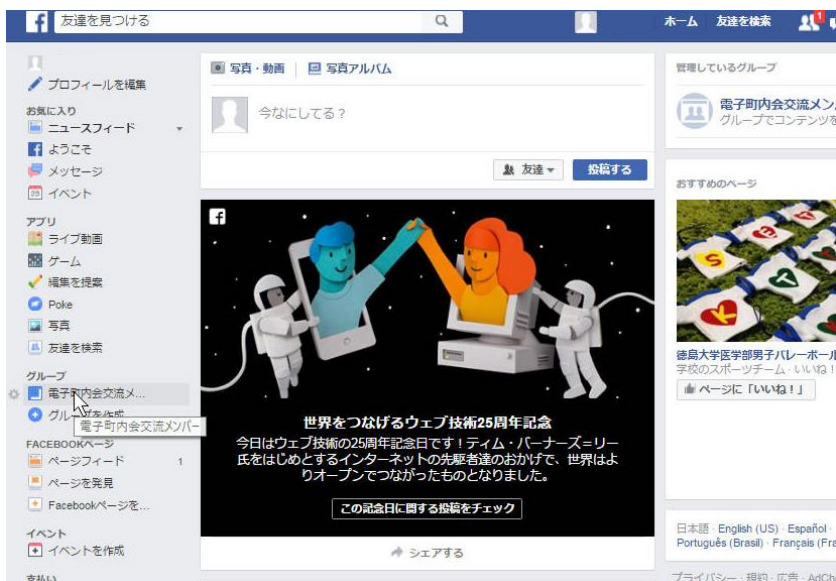 f
友達を見つける
ホーム 友達を検索
1
プロフィールを編集
お気に入り
ニュースフィード
ようこそ
メッセージ
イベント
アプリ
ライブ動画
ゲーム
編集を提案
Poke
写真
友達を検索
グループ
電子町内会交流メ...
電子町内会交流メンバー
FACEBOOKページ
ページフィード 1
ページを発見
Facebookページを...
イベント
イベントを作成
写真・動画 写真アルバム
今なにしてる？
友達
投稿する
f
世界をつなげるウェブ技術25周年記念
今日はウェブ技術の25周年記念日です！ティム・バーナーズ=リー
氏をはじめとするインターネットの先駆者達のおかげで、世界はよ
りオープンでつながったものとなりました。
この記念日に関する投稿をチェック
シェアする
管理しているグループ
電子町内会交流メン
グループでコンテンツを
おすすめのページ
S
K
徳島大学医学部男子バレーボール
学校のスポーツチーム · いいね！
ページに「いいね！」
日本語 · English (US) · Español ·
Português (Brasil) · Français (Fra
プライバシー · 規約 · 広告 · AdCh